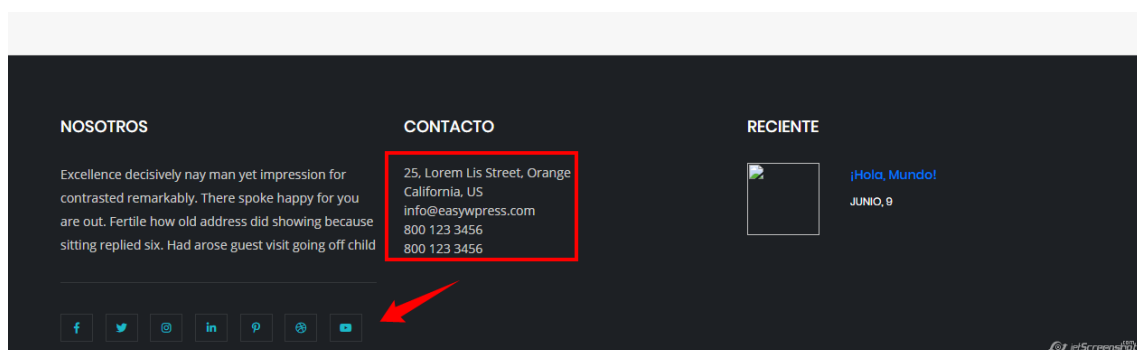 NOSOTROS
Excellence decisively nay man yet impression for
contrasted remarkably. There spoke happy for you
are out. Fertile how old address did showing because
sitting replied six. Had arose guest visit going off child
CONTACTO
25, Lorem Lis Street, Orange
California, US
info@easywpress.com
800 123 3456
800 123 3456
RECIENTE
¡Hola, Mundo!
JUNIO, 9
jetScreenshot.com